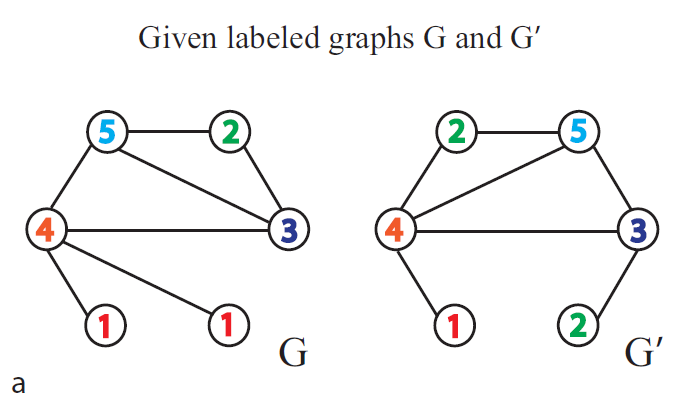 Given labeled graphs G and G′
5 2 2 5
4 3 4 3
1 1 1 2
G G′
a